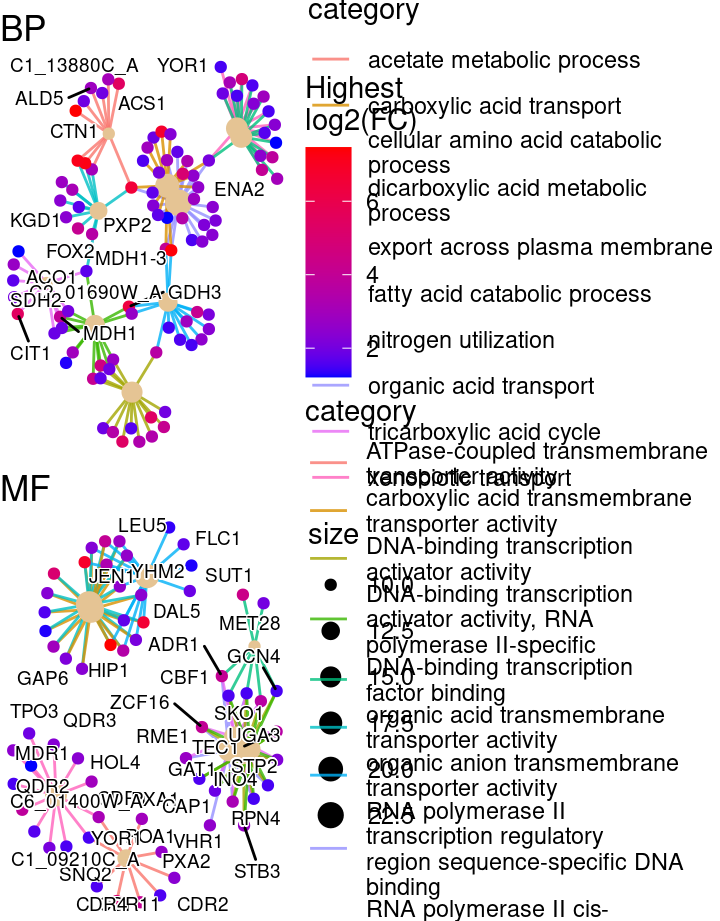 category
BP
C1_13880C_A
YOR1
acetate metabolic process
Highest
log2(FC)
ALD5
ACS1
carboxylic acid transport
CTN1
cellular amino acid catabolic
process
ENA2
dicarboxylic acid metabolic
process
6
KGD1
PXP2
FOX2
MDH1-3
export across plasma membrane
ACO1
4
C2_01690W_A
GDH3
SDH2
fatty acid catabolic process
MDH1
nitrogen utilization
2
CIT1
organic acid transport
category
tricarboxylic acid cycle
ATPase-coupled transmembrane
transporter activity
xenobiotic transport
MF
carboxylic acid transmembrane
transporter activity
LEU5
FLC1
size
DNA-binding transcription
activator activity
JEN1
YHM2
SUT1
10.0
DNA-binding transcription
activator activity, RNA
polymerase II-specific
DAL5
MET28
12.5
ADR1
GCN4
DNA-binding transcription
factor binding
GAP6
HIP1
CBF1
15.0
ZCF16
TPO3
QDR3
SKO1
organic acid transmembrane
transporter activity
17.5
RME1
UGA3
TEC1
MDR1
HOL4
GAT1
STP2
organic anion transmembrane
transporter activity
20.0
INO4
QDR2
C6_01400W_A
PXA1
CAP1
RPN4
RNA polymerase II
transcription regulatory
region sequence-specific DNA
binding
22.5
YOR1
ROA1
VHR1
C1_09210C_A
PXA2
SNQ2
STB3
CDR4
CDR11
CDR2
RNA polymerase II cis-